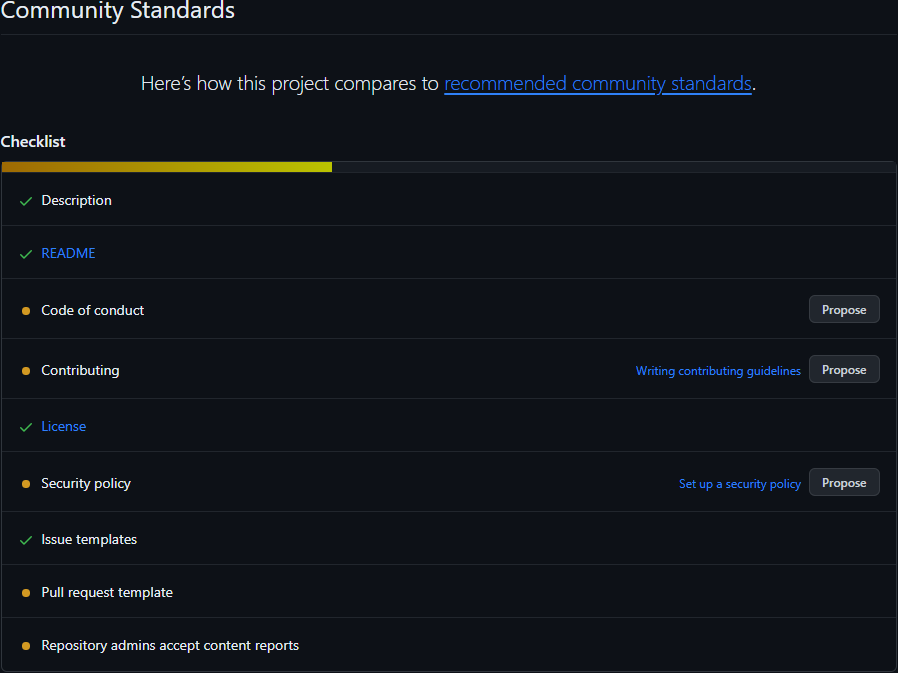 Community Standards
Here’s how this project compares to recommended community standards.
Checklist
Description
README
Code of conduct Propose
Contributing Writing contributing guidelines Propose
License
Security policy Set up a security policy Propose
Issue templates
Pull request template
Repository admins accept content reports